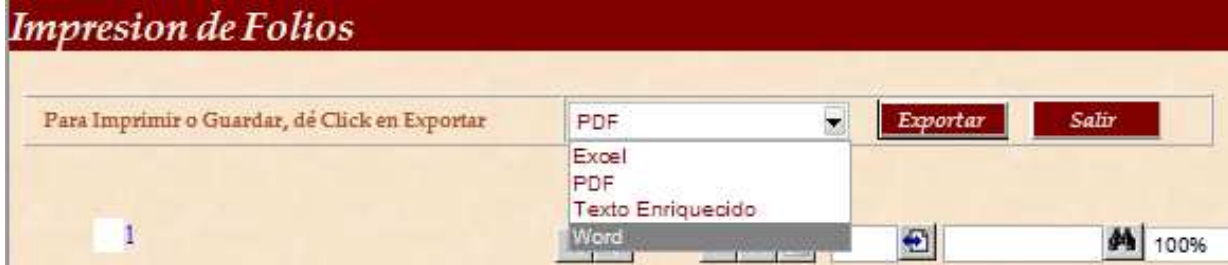 Impresion de Folios
Para Imprimir o Guardar, dé Click en Exportar
PDF
Exportar
Salir
Excel
PDF
Texto Enriquecido
Word
1
100%